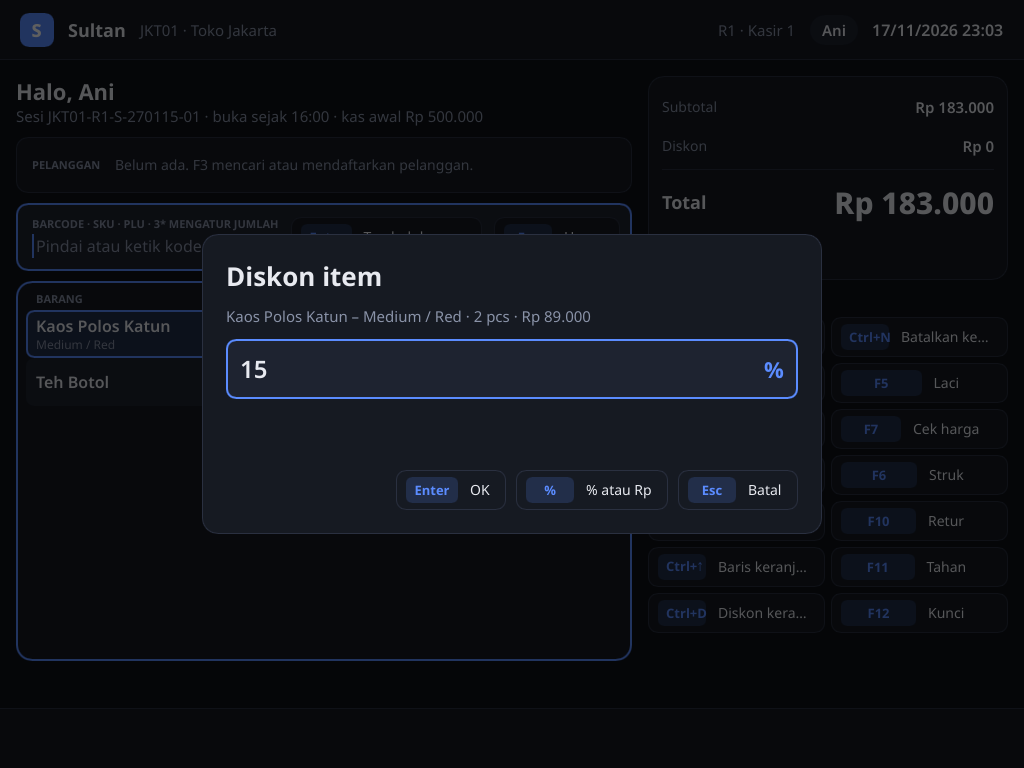 S Sultan JKT01 · Toko Jakarta R1 · Kasir 1 Ani 17/11/2026 23:03
Halo, Ani
Sesi JKT01-R1-S-270115-01 · buka sejak 16:00 · kas awal Rp 500.000
PELANGGAN Belum ada. F3 mencari atau mendaftarkan pelanggan.
BARCODE · SKU · PLU · 3* MENGATUR JUMLAH
Pindai atau ketik kode
BARANG
Kaos Polos Katun
Medium / Red
Teh Botol
Subtotal Rp 183.000
Diskon Rp 0
Total Rp 183.000
Diskon item
Kaos Polos Katun – Medium / Red · 2 pcs · Rp 89.000
15 %
Enter OK % % atau Rp Esc Batal
Ctrl+N Batalkan ke...
F5 Laci
F7 Cek harga
F6 Struk
F10 Retur
Ctrl+↑ Baris keranj... F11 Tahan
Ctrl+D Diskon kera... F12 Kunci